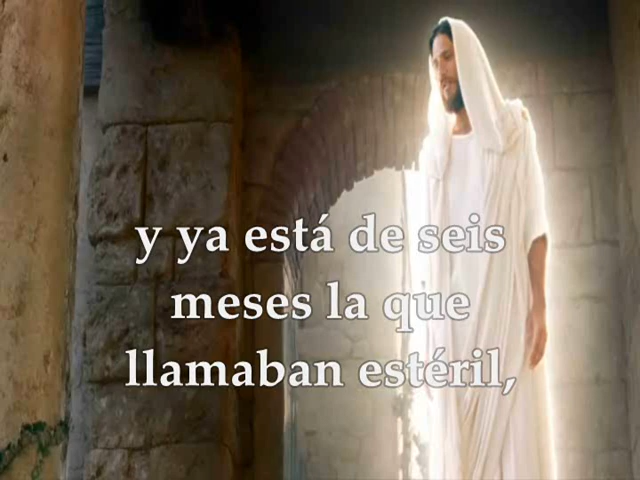 y ya está de seis
meses la que
llamaban estéril,